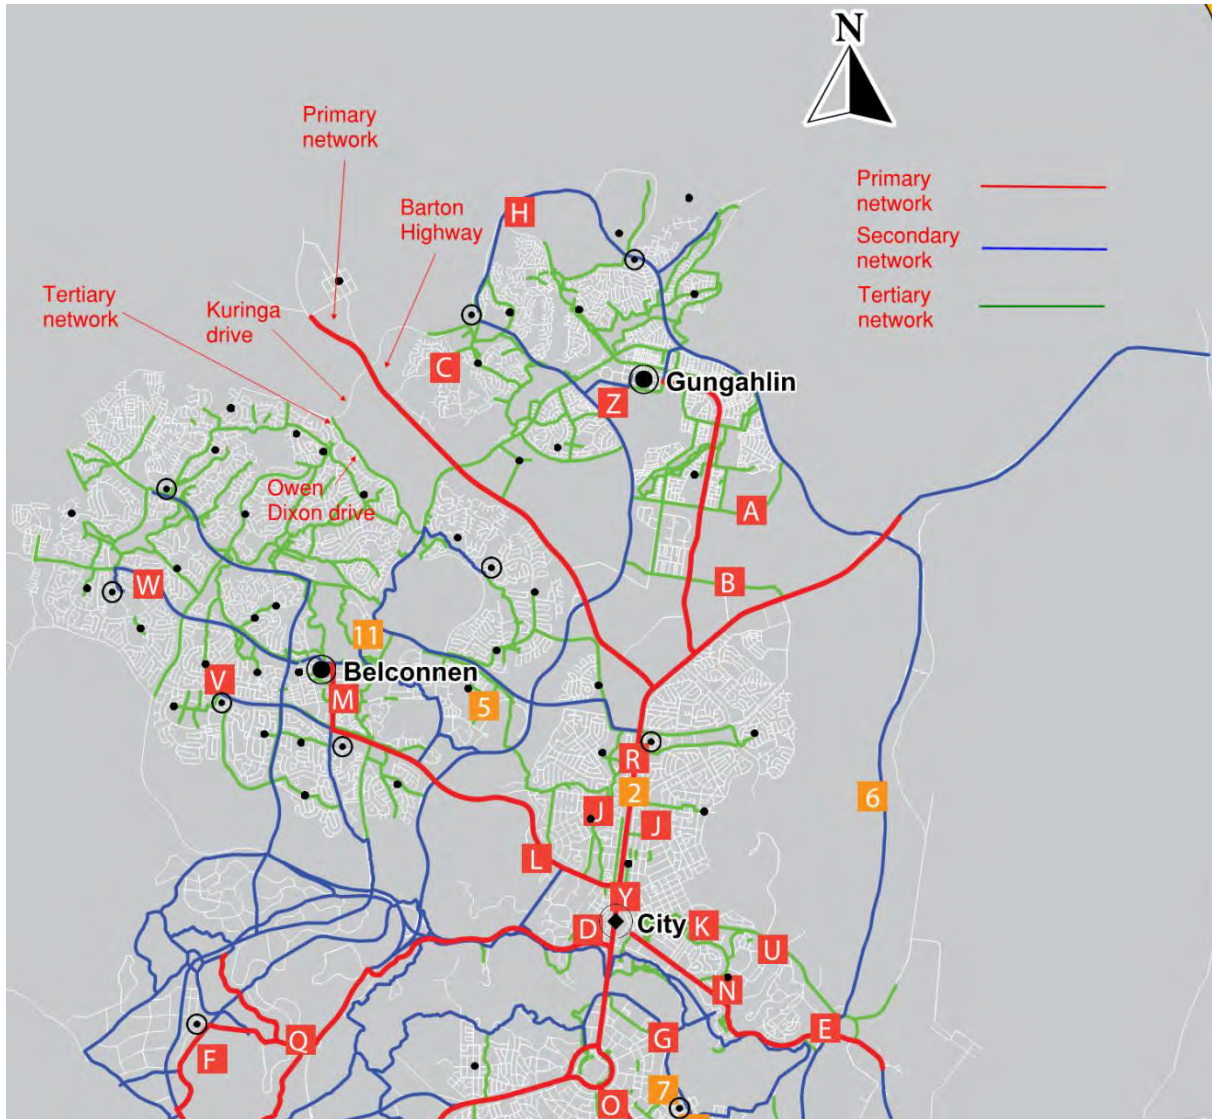 N
Primary
network
Primary
network
Barton
Highway
H
Secondary
network
Tertiary
network
Kuringa
drive
Tertiary
network
C
Gungahlin
Z
Owen
Dixon drive
A
B
W
11
Belconnen
V
M
5
R
2
6
J
J
L
Y
D
City
K
U
N
E
Q
F
G
7
O